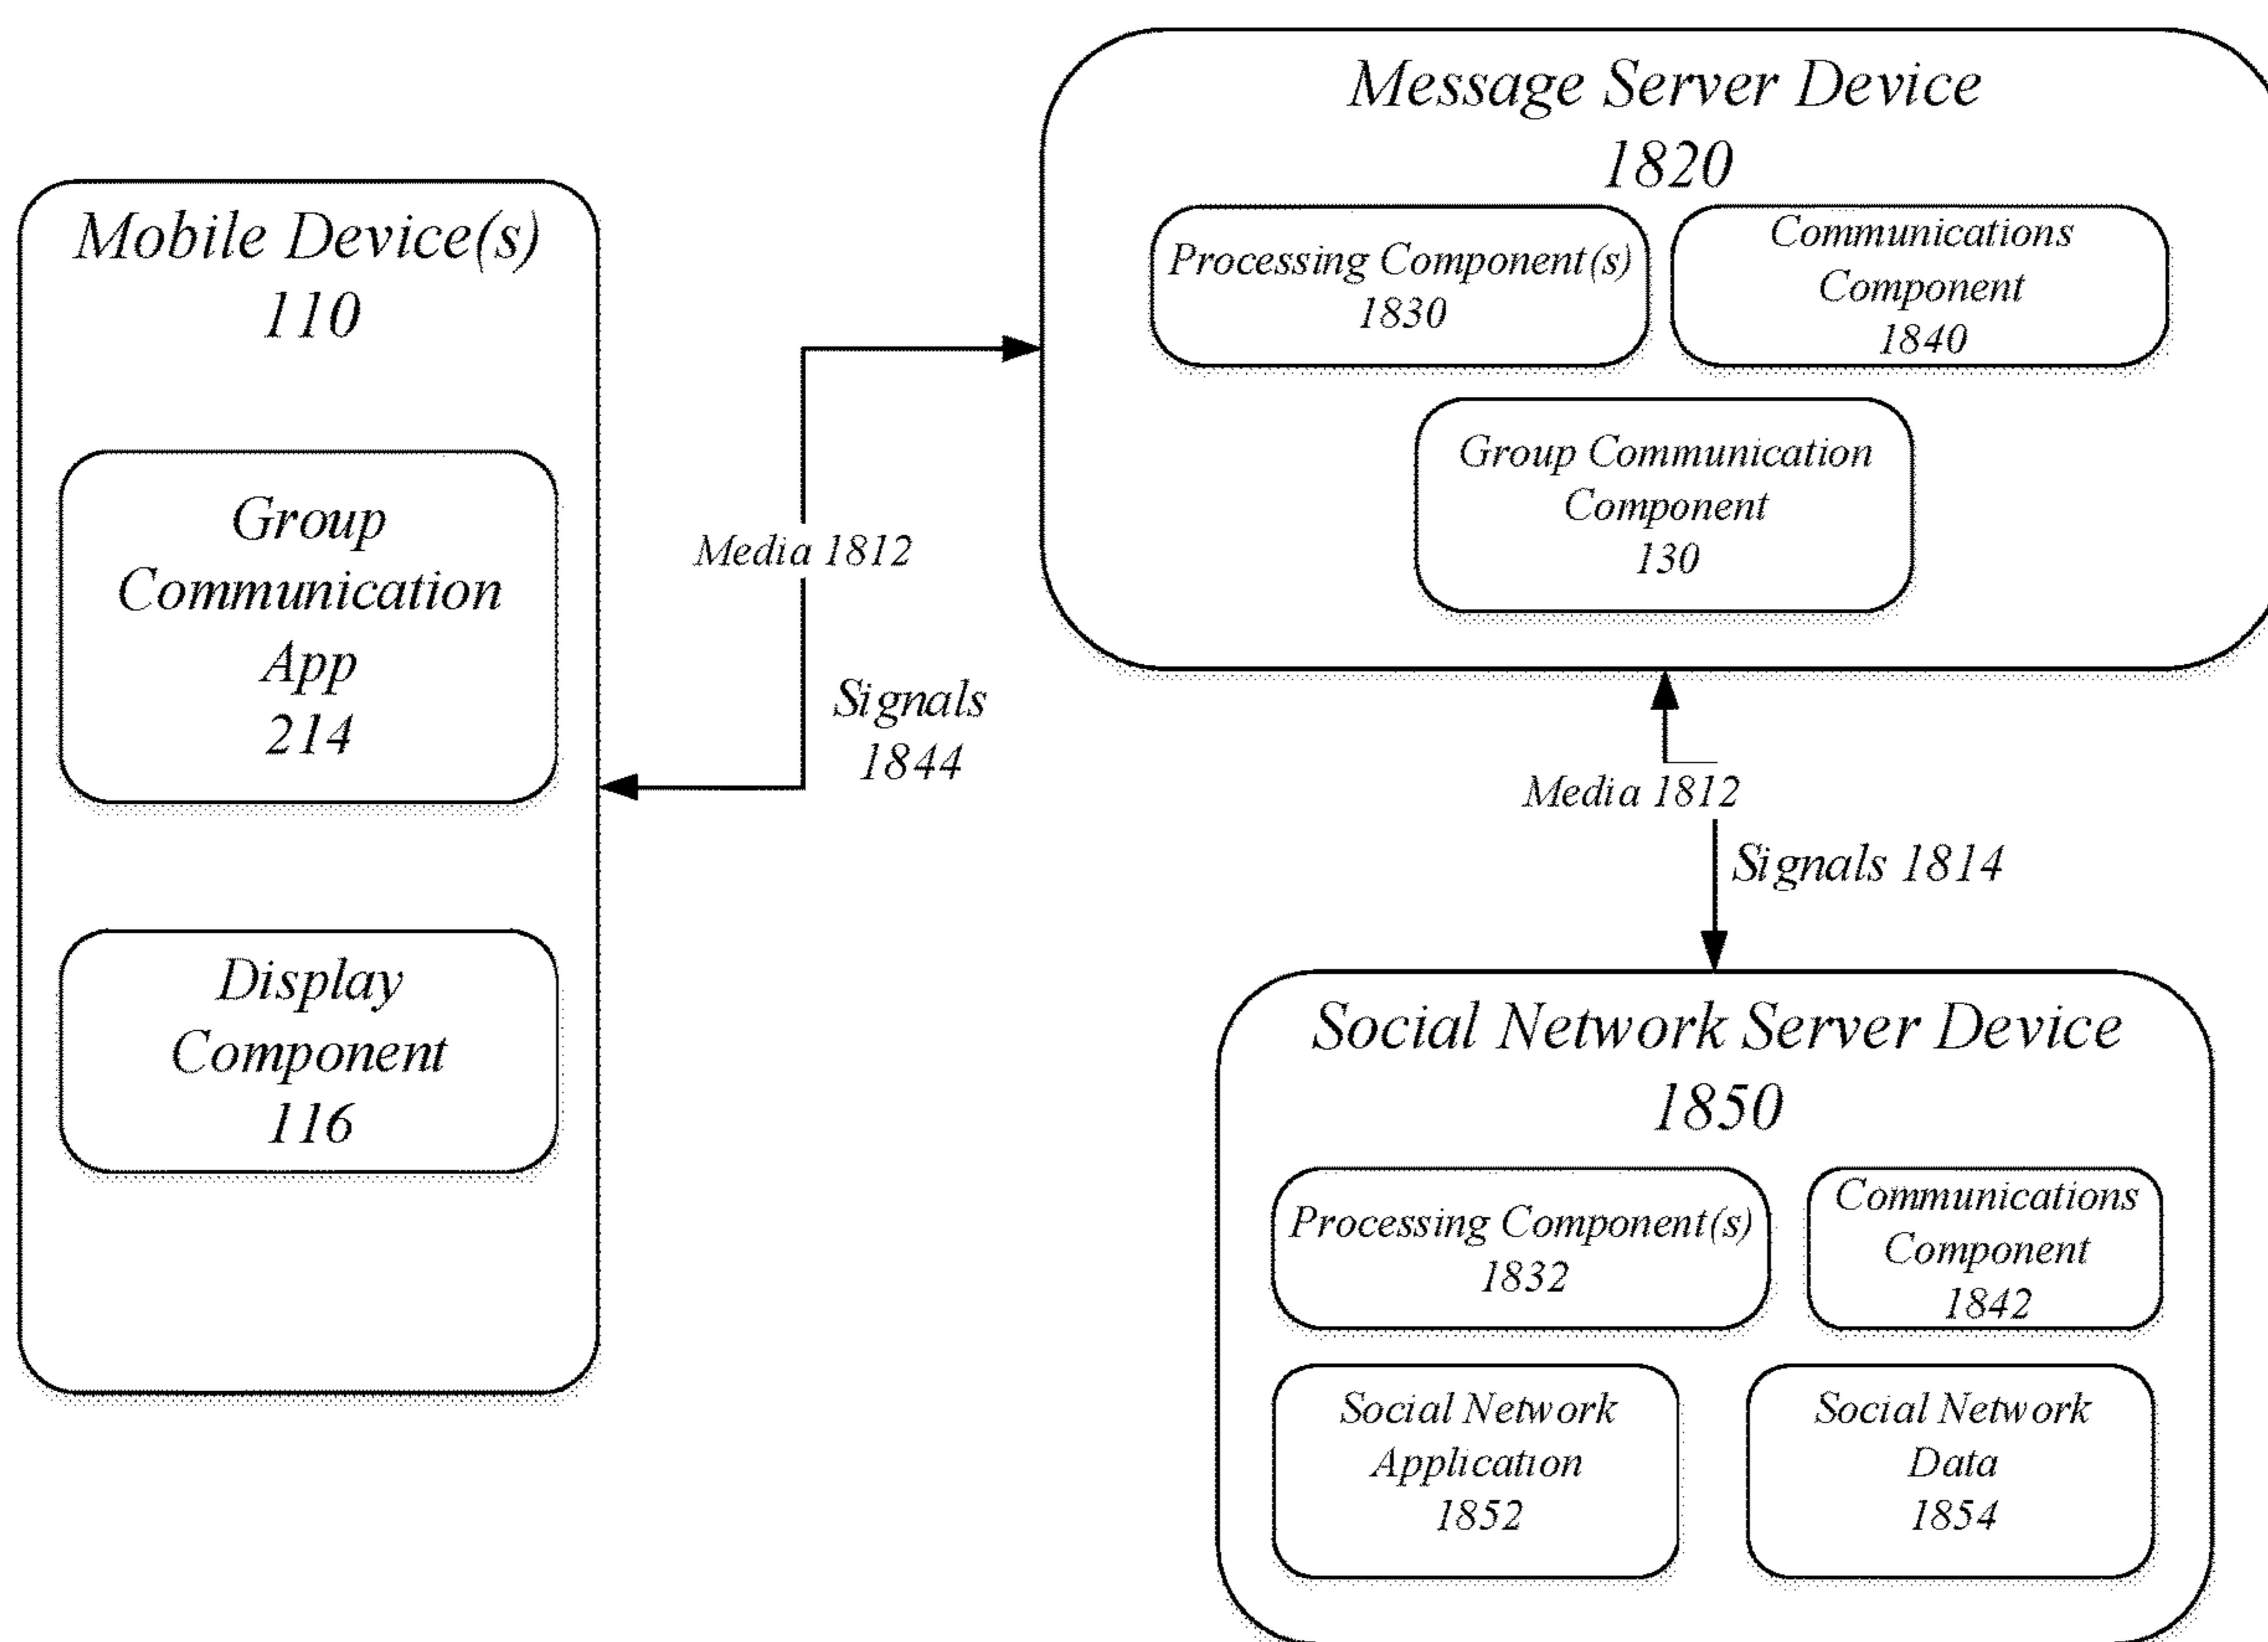 Mobile Device(s)
110
Group
Communication
App
214
Display
Component
116
Media 1812
Signals
1844
Message Server Device
1820
Processing Component(s)
1830
Communications
Component
1840
Group Communication
Component
130
Media 1812
Signals 1814
Social Network Server Device
1850
Processing Component(s)
1832
Communications
Component
1842
Social Network
Application
1852
Social Network
Data
1854